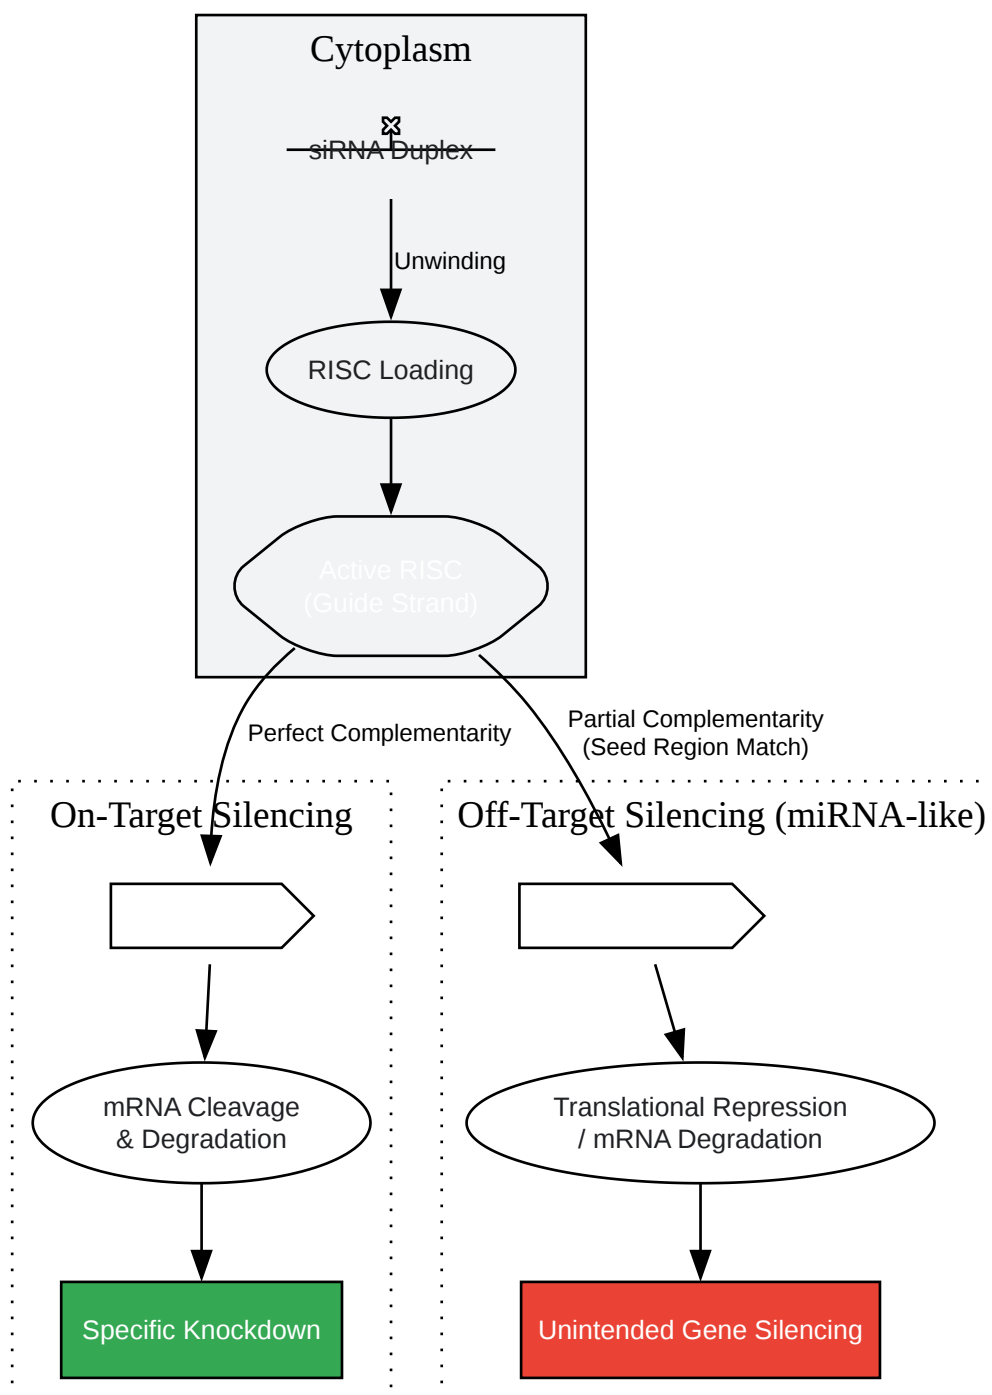 Cytoplasm
siRNA Duplex
Unwinding
RISC Loading
Active RISC
(Guide Strand)
Perfect Complementarity
Partial Complementarity
(Seed Region Match)
On-Target Silencing
Off-Target Silencing (miRNA-like)
mRNA Cleavage
& Degradation
Translational Repression
/ mRNA Degradation
Specific Knockdown
Unintended Gene Silencing